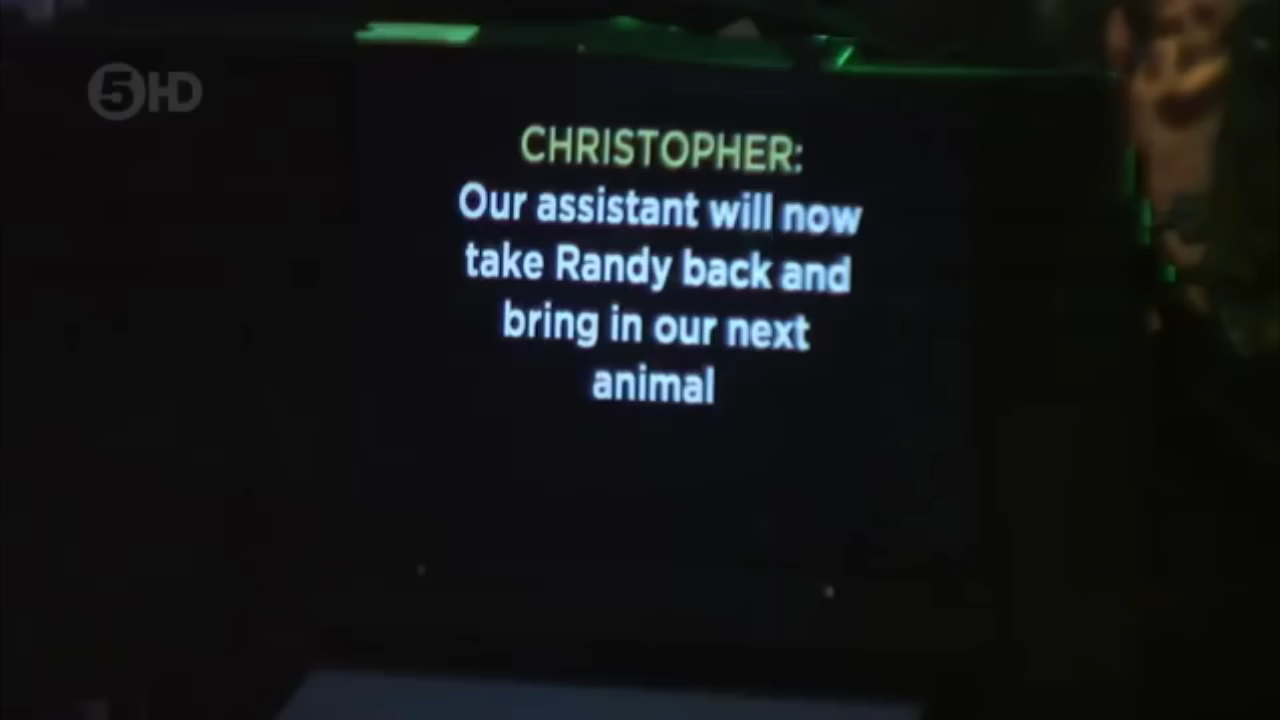 5HD
CHRISTOPHER:
Our assistant will now
take Randy back and
bring in our next
animal